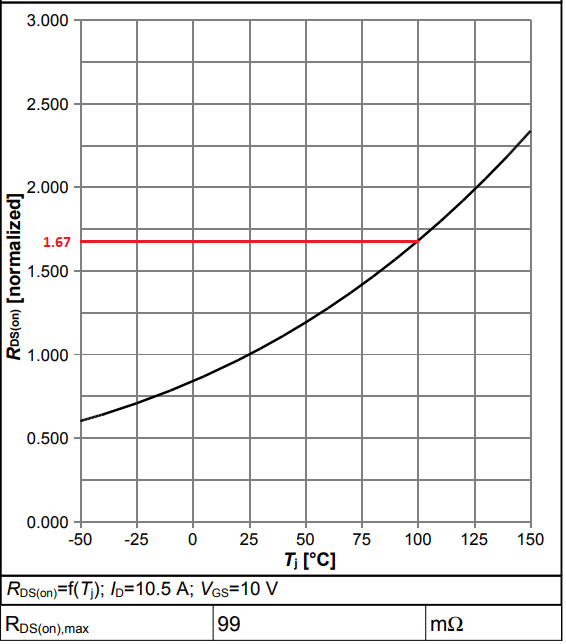 3.000
2.500
2.000
1.67
1.500
1.000
0.500
0.000
RDS(on) [normalized]
-50 -25 0 25 50 75 100 125 150
Tj [°C]
RDS(on)=f(Tj); ID=10.5 A; VGS=10 V
RDS(on),max 99 mΩ